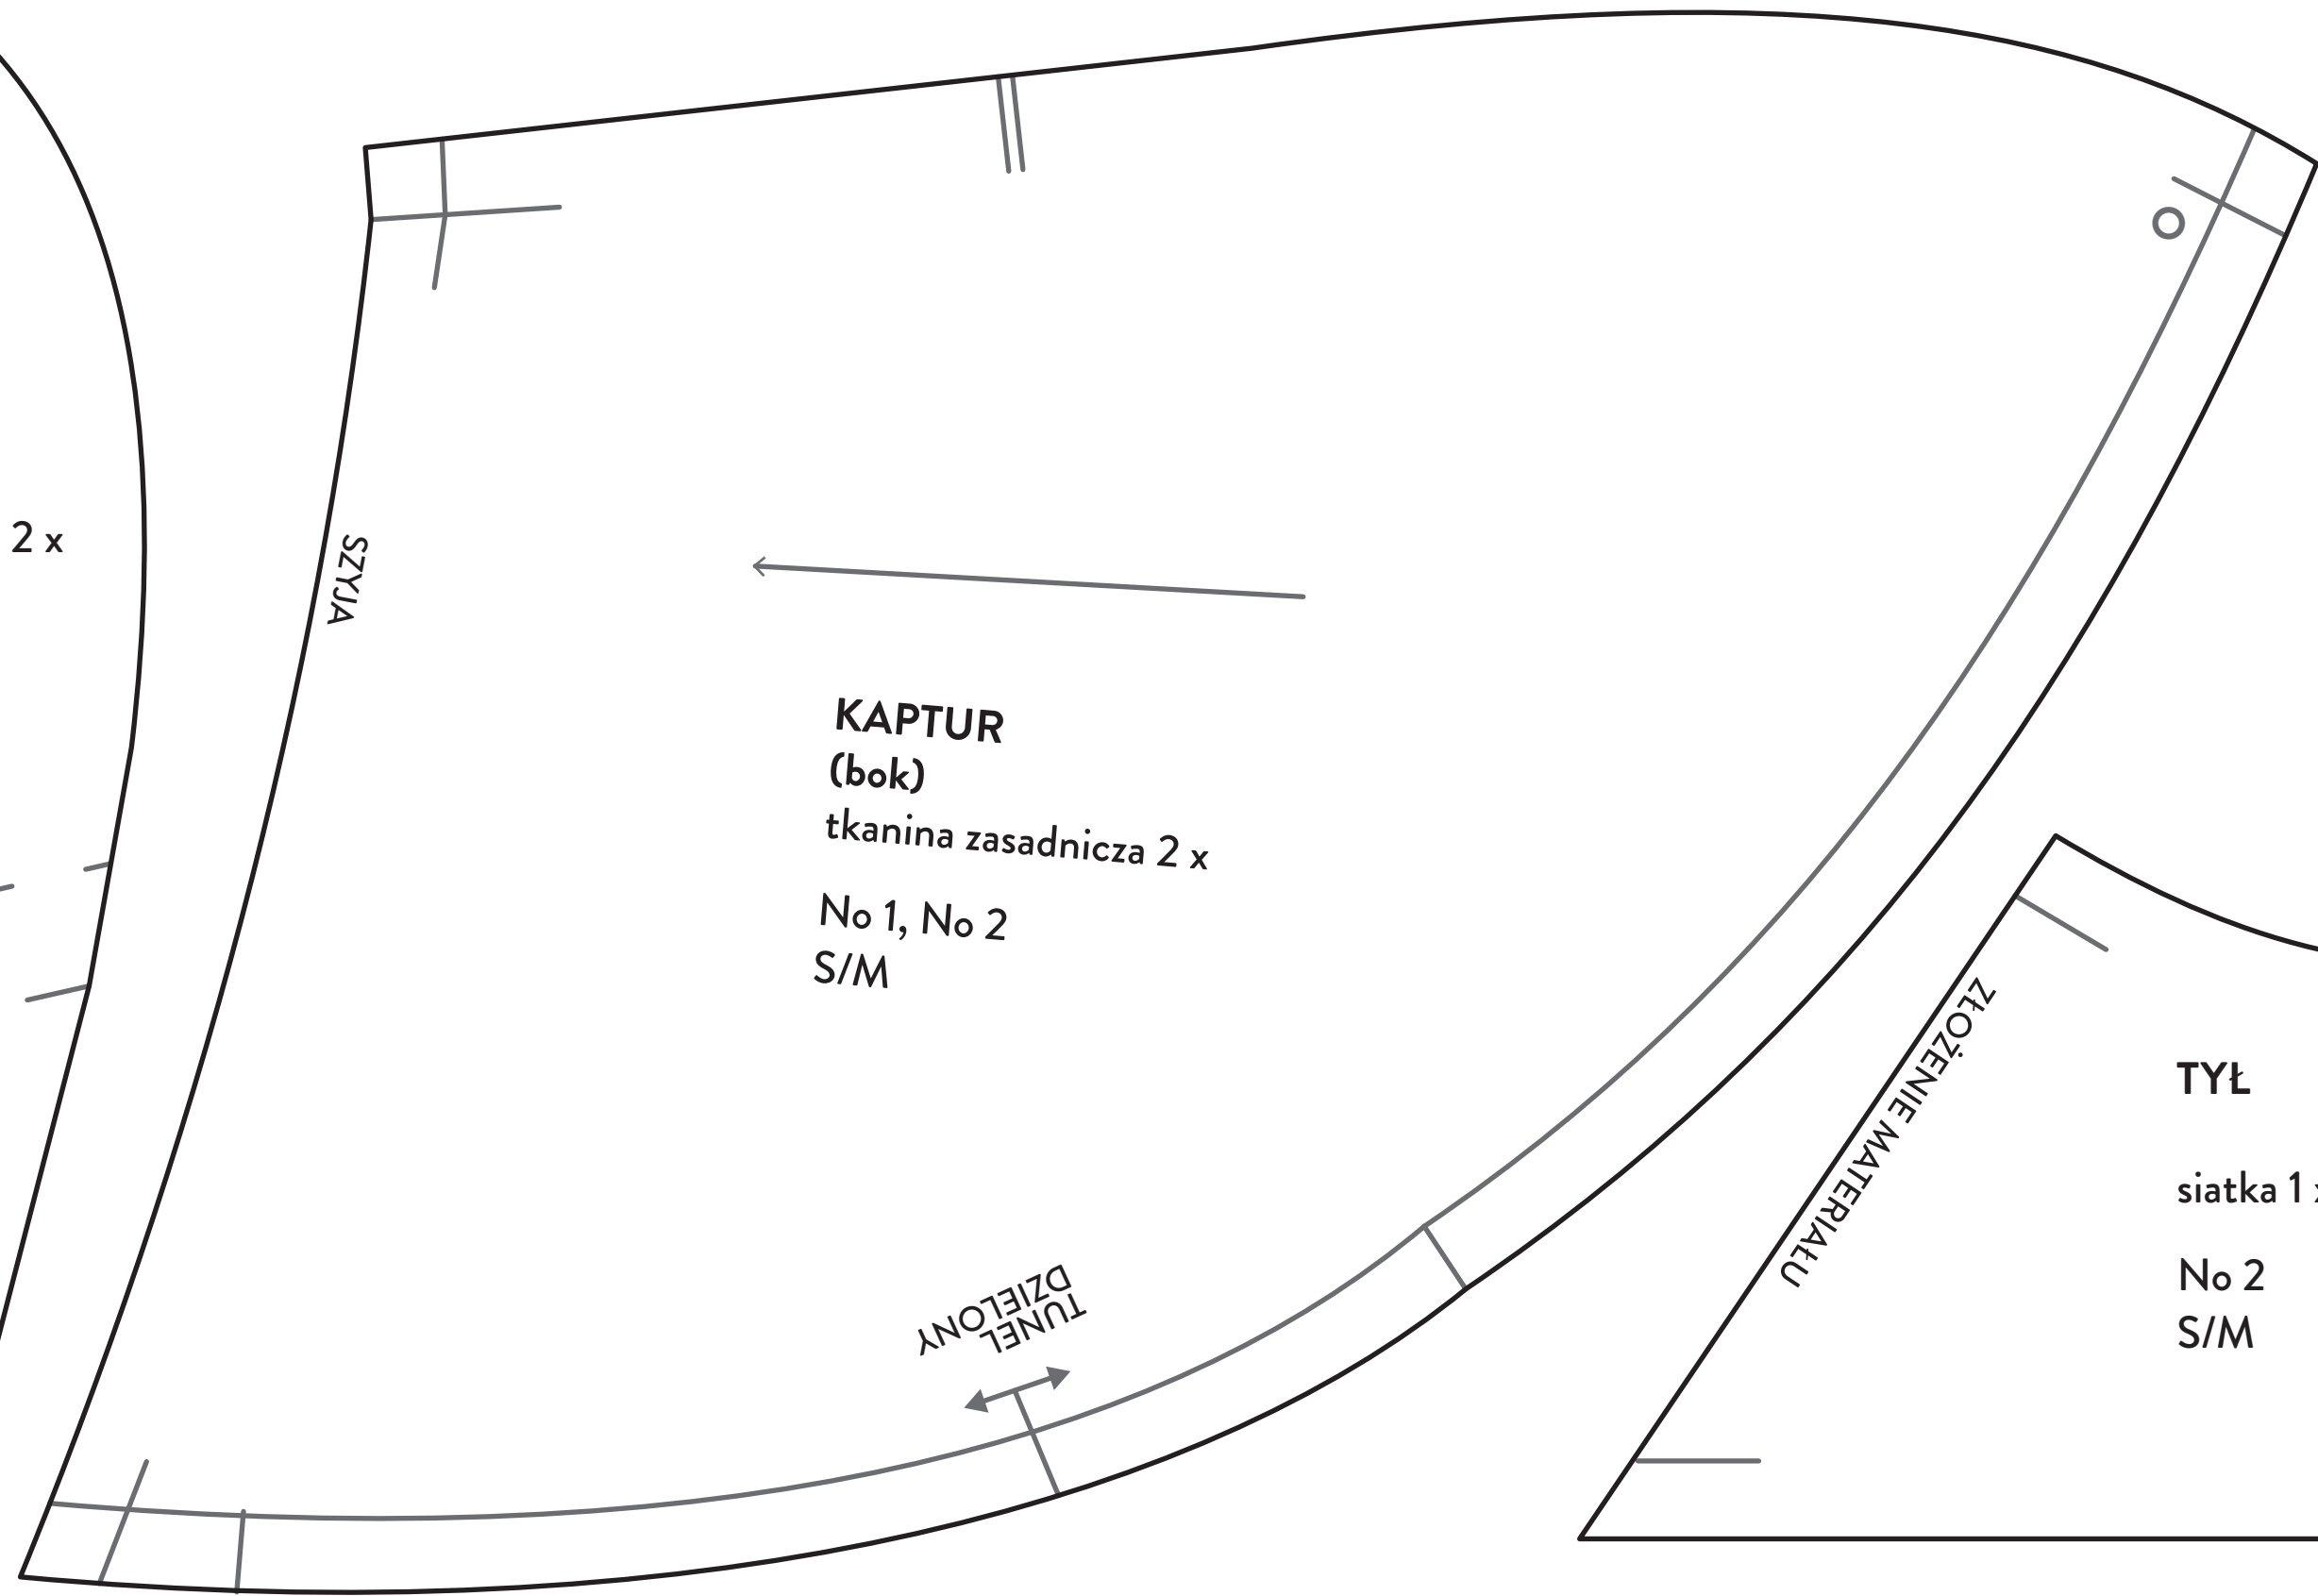 2 x
SZYJA
KAPTUR
(bok)
tkanina zasadnicza 2 x
No 1, No 2
S/M
TUNEL
DZIELONY
ZŁOŻENIE MATERIAŁU
TYŁ
siatka 1 x
No 2
S/M